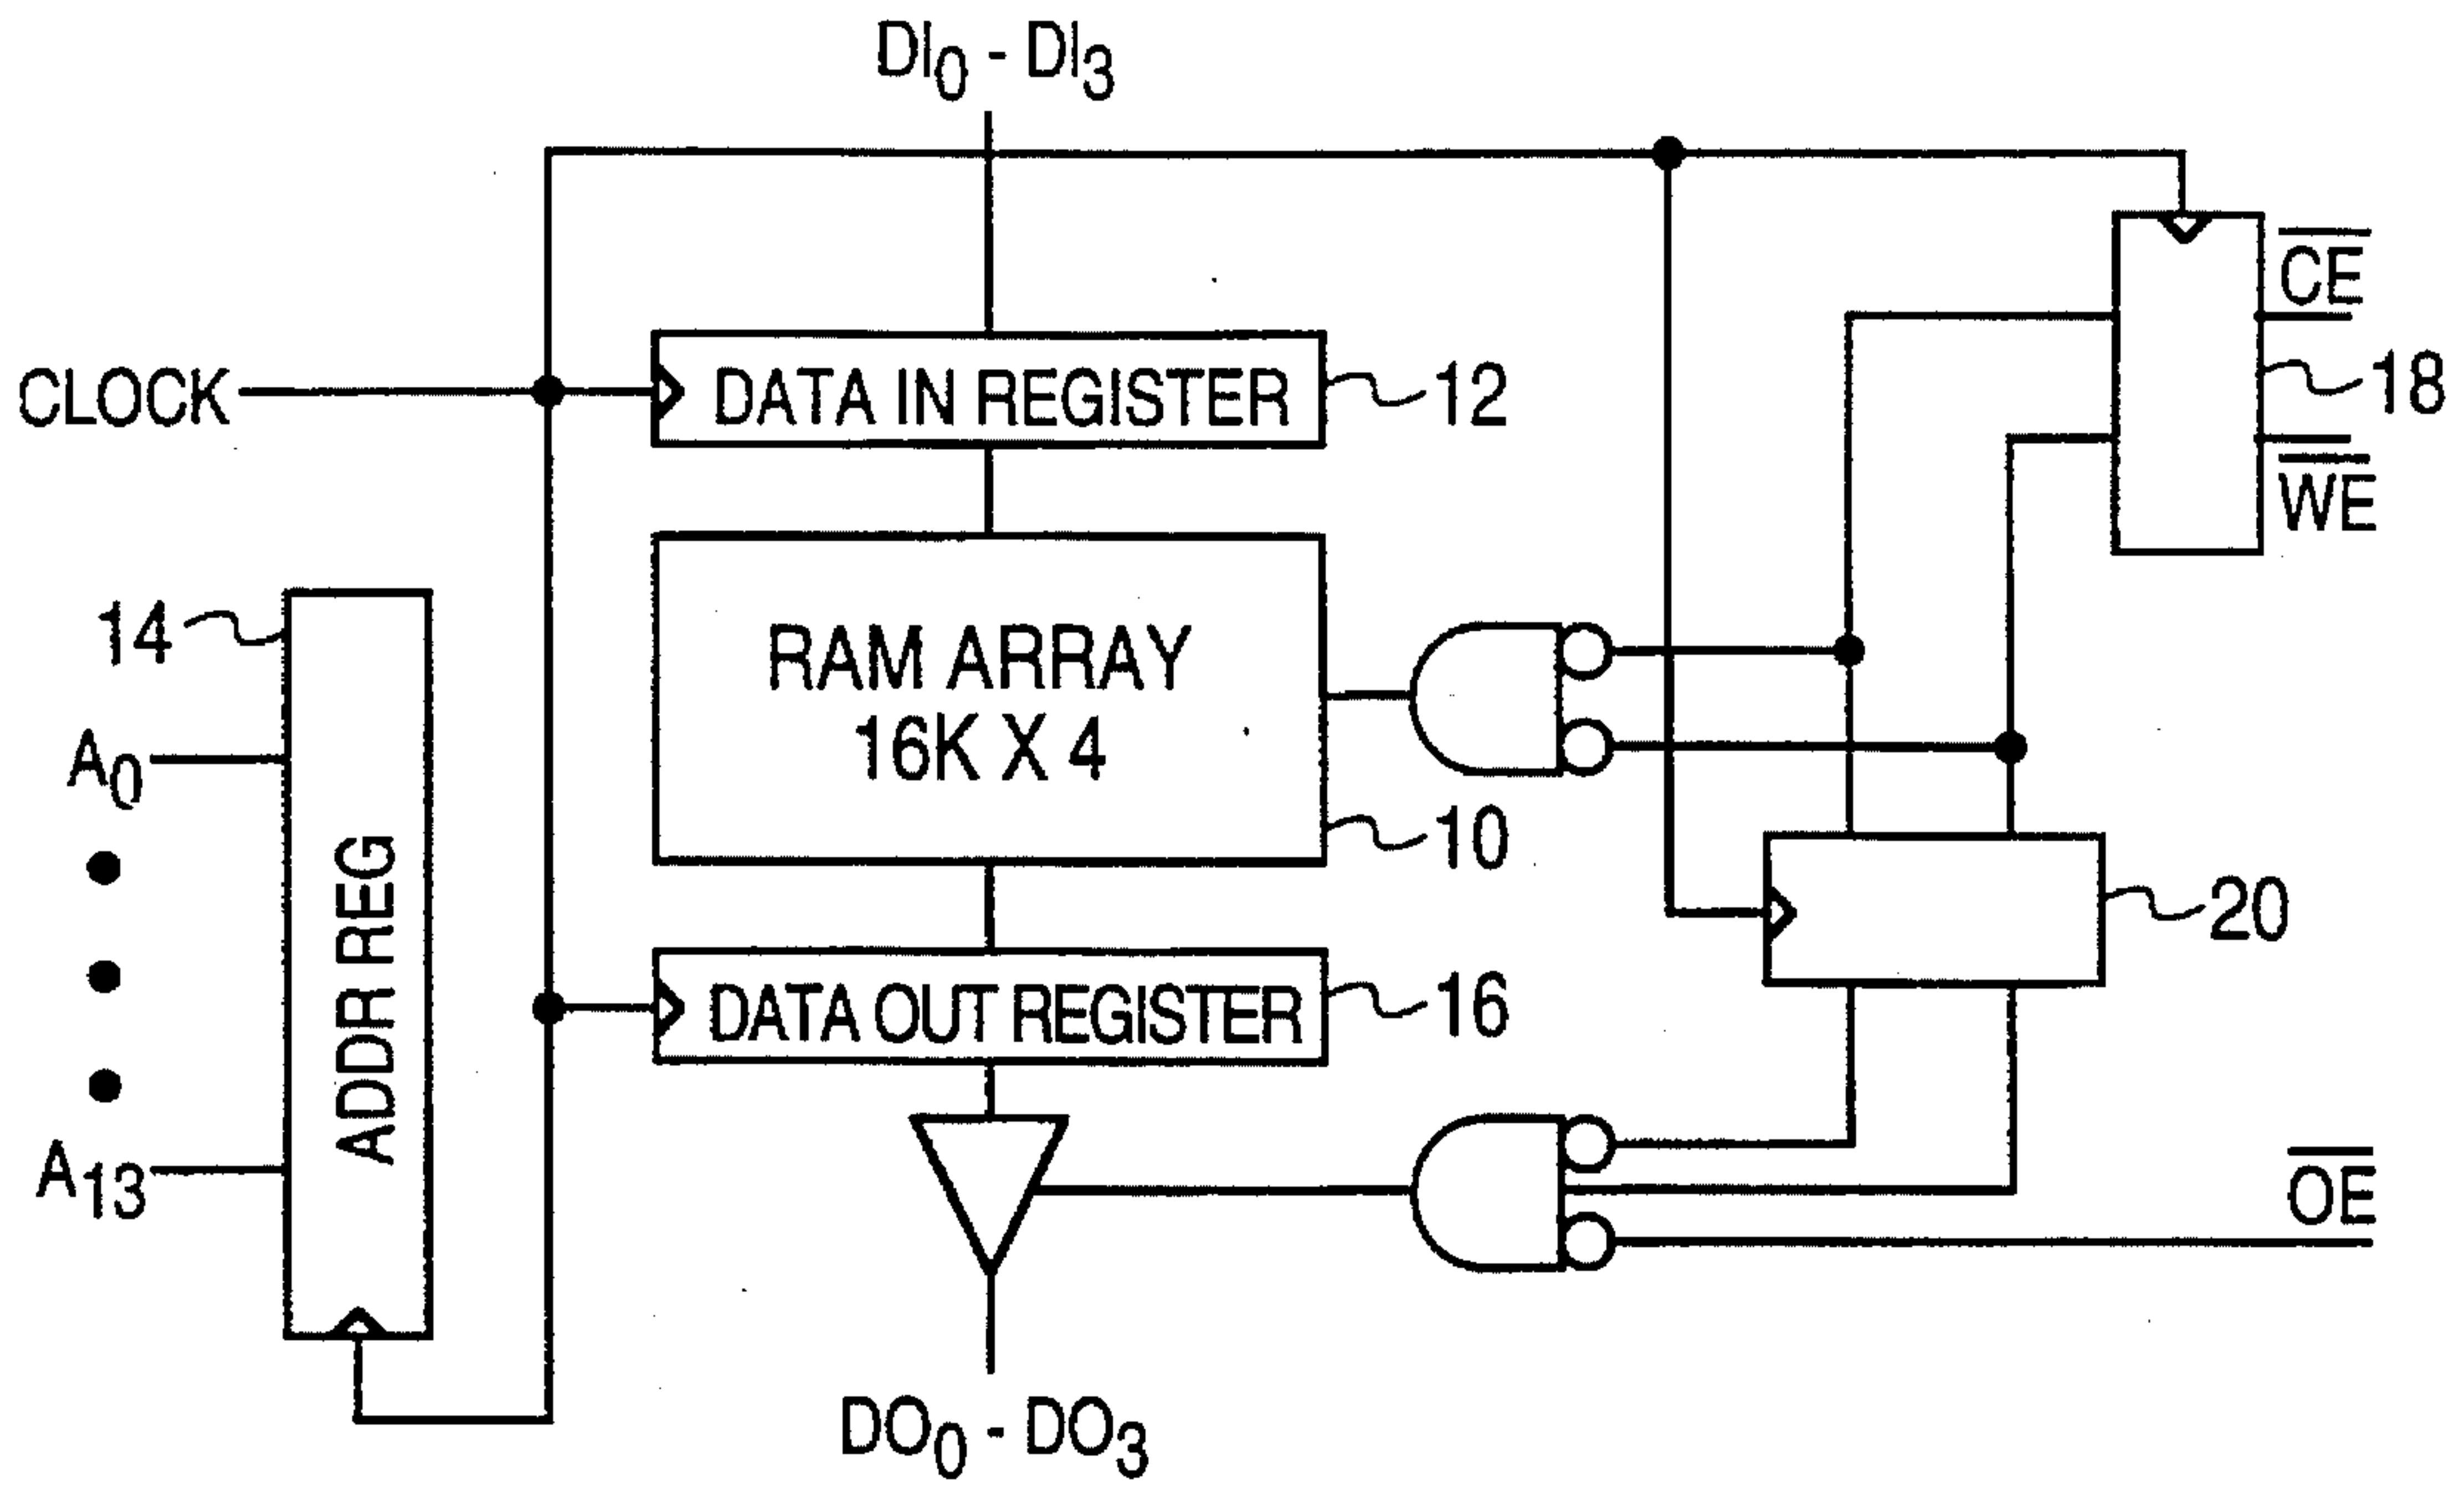 DI0 - DI3
CLOCK
DATA IN REGISTER
12
CE
18
WE
14
RAM ARRAY
16K X 4
10
A0
ADDR REG
20
DATA OUT REGISTER
16
A13
OE
DO0 - DO3